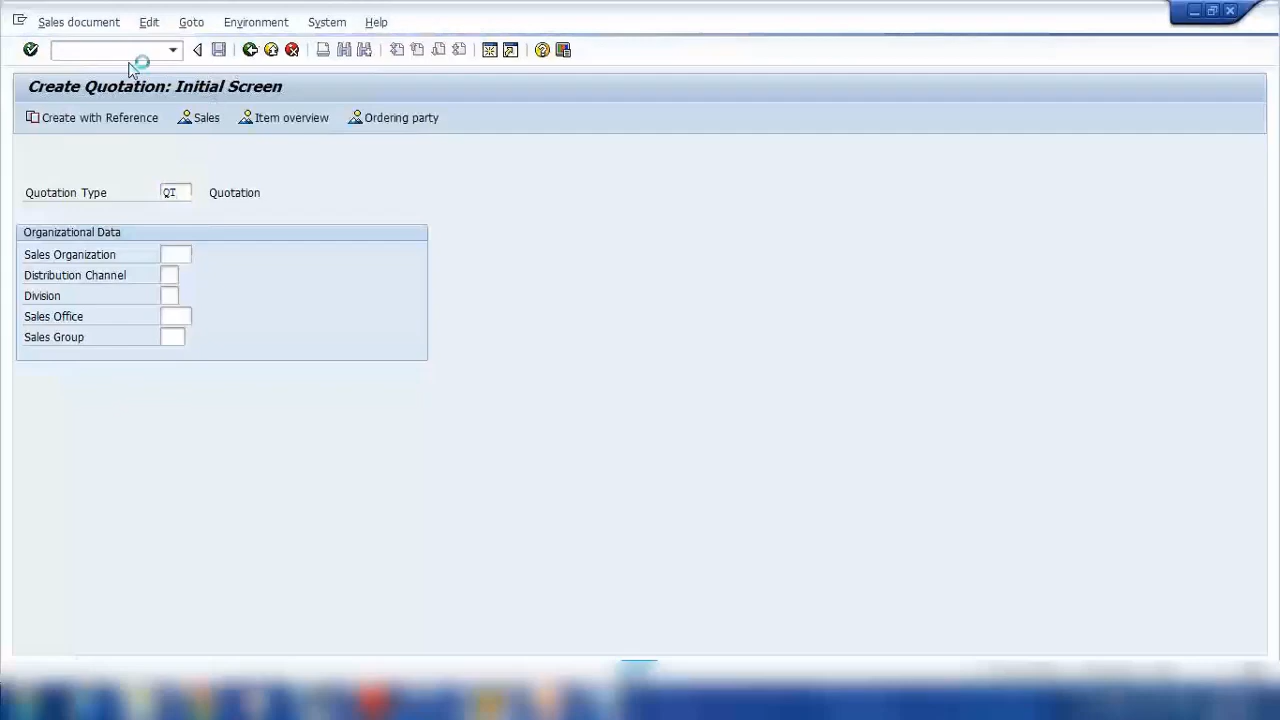 Sales document Edit Goto Environment System Help
Create Quotation: Initial Screen
Create with Reference Sales Item overview Ordering party
Quotation Type QT Quotation
Organizational Data
Sales Organization
Distribution Channel
Division
Sales Office
Sales Group